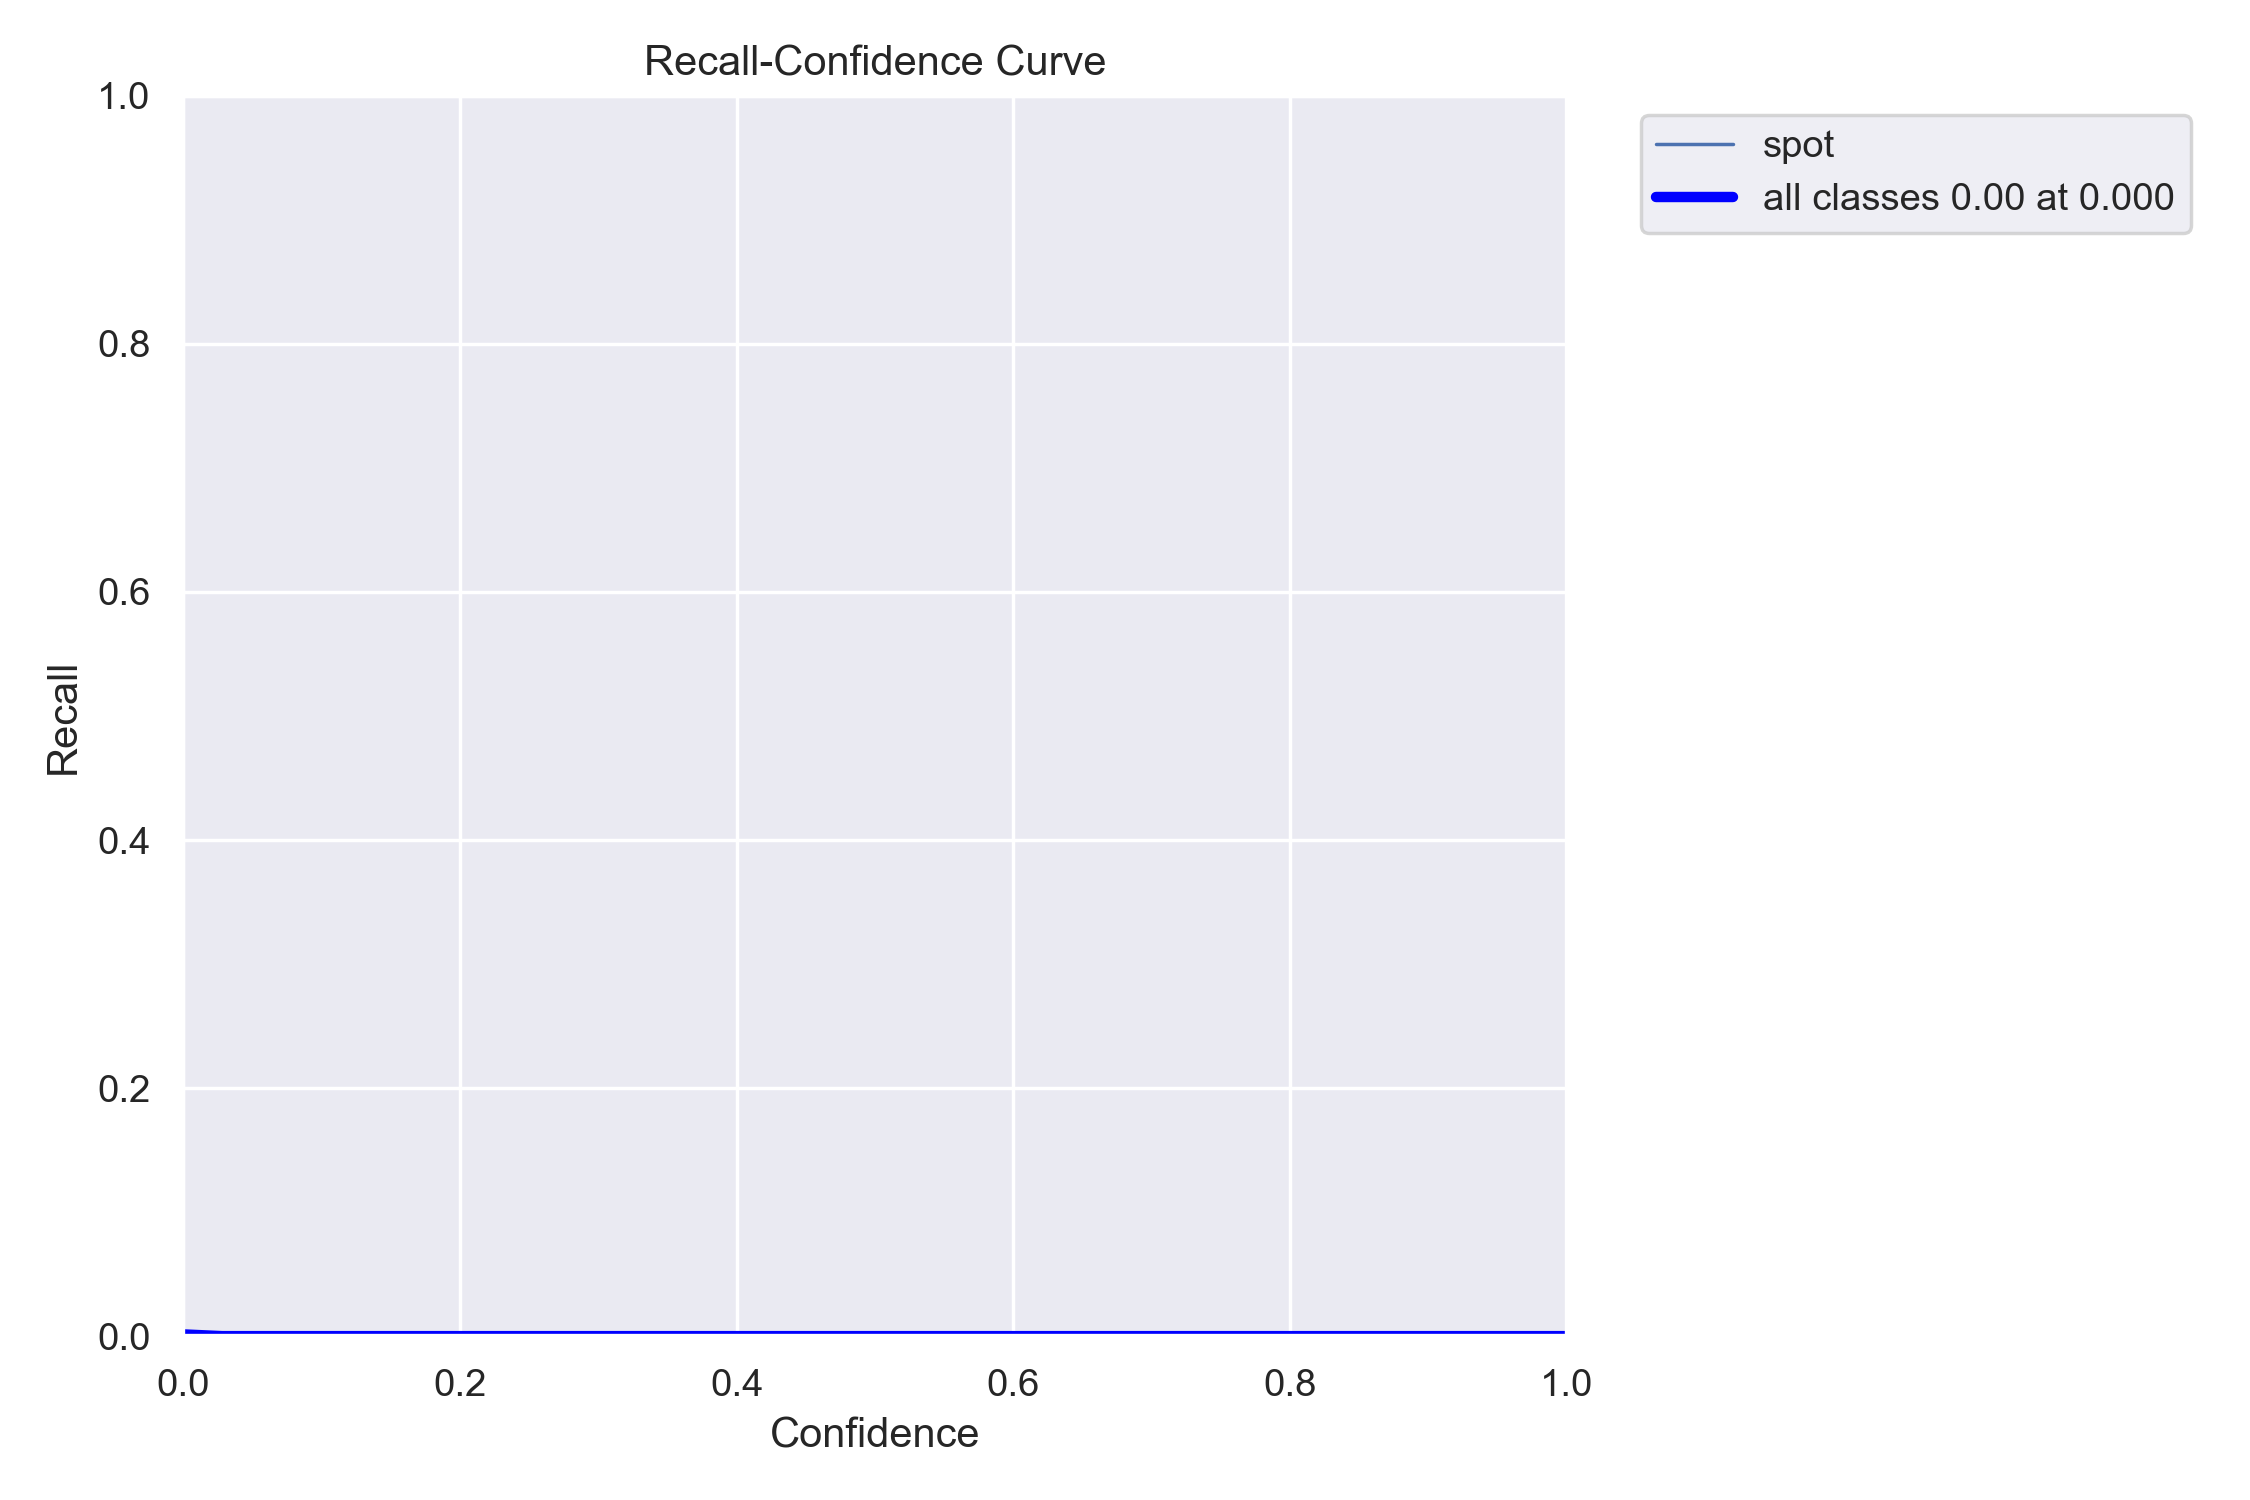 Recall-Confidence Curve
1.0
0.8
0.6
0.4
0.2
0.0
Recall
0.0 0.2 0.4 0.6 0.8 1.0
Confidence
spot
all classes 0.00 at 0.000